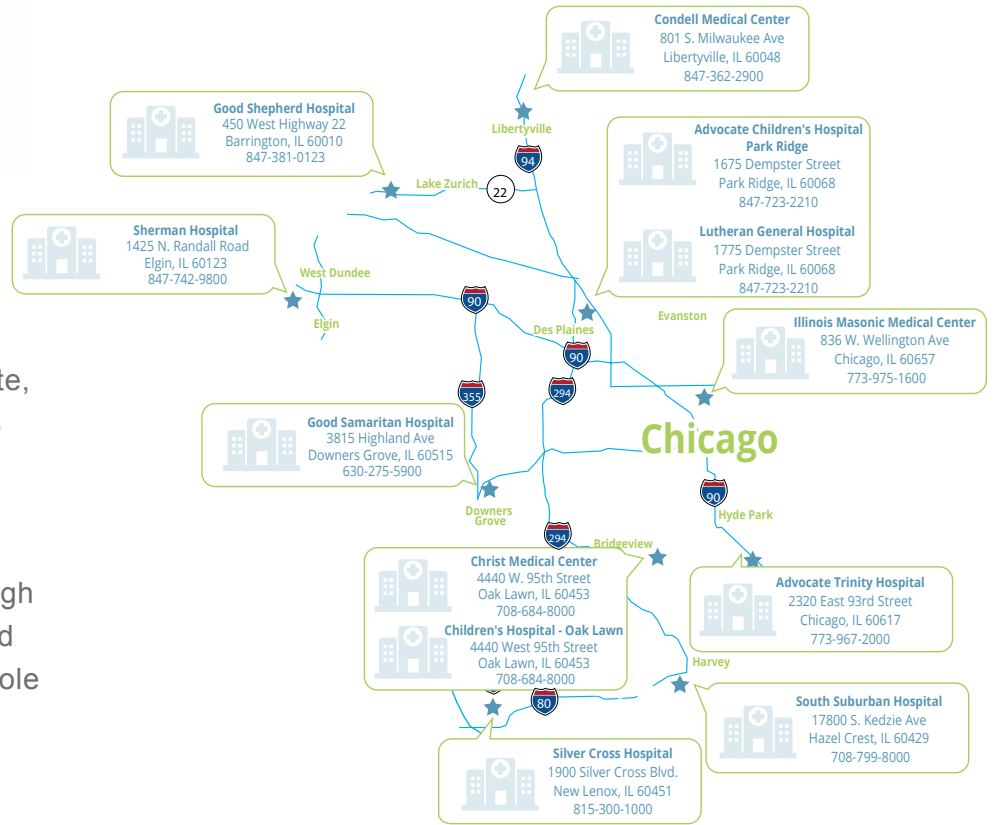 Condell Medical Center
801 S. Milwaukee Ave
Libertyville, IL 60048
847-362-2900
Good Shepherd Hospital
450 West Highway 22
Barrington, IL 60010
847-381-0123
Libertyville
94
Advocate Children's Hospital
Park Ridge
1675 Dempster Street
Park Ridge, IL 60068
847-723-2210
Lutheran General Hospital
1775 Dempster Street
Park Ridge, IL 60068
847-723-2210
Lake Zurich
22
Sherman Hospital
1425 N. Randall Road
Elgin, IL 60123
847-742-9800
West Dundee
90
Elgin
Des Plaines
Evanston
Illinois Masonic Medical Center
836 W. Wellington Ave
Chicago, IL 60657
773-975-1600
90
355
294
te,
Good Samaritan Hospital
3815 Highland Ave
Downers Grove, IL 60515
630-275-5900
Chicago
90
Hyde Park
Downers
Grove
294
Bridgeview
Christ Medical Center
4440 W. 95th Street
Oak Lawn, IL 60453
708-684-8000
Children's Hospital - Oak Lawn
4440 West 95th Street
Oak Lawn, IL 60453
708-684-8000
Advocate Trinity Hospital
2320 East 93rd Street
Chicago, IL 60617
773-967-2000
gh
d
ole
Harvey
80
South Suburban Hospital
17800 S. Kedzie Ave
Hazel Crest, IL 60429
708-799-8000
Silver Cross Hospital
1900 Silver Cross Blvd.
New Lenox, IL 60451
815-300-1000